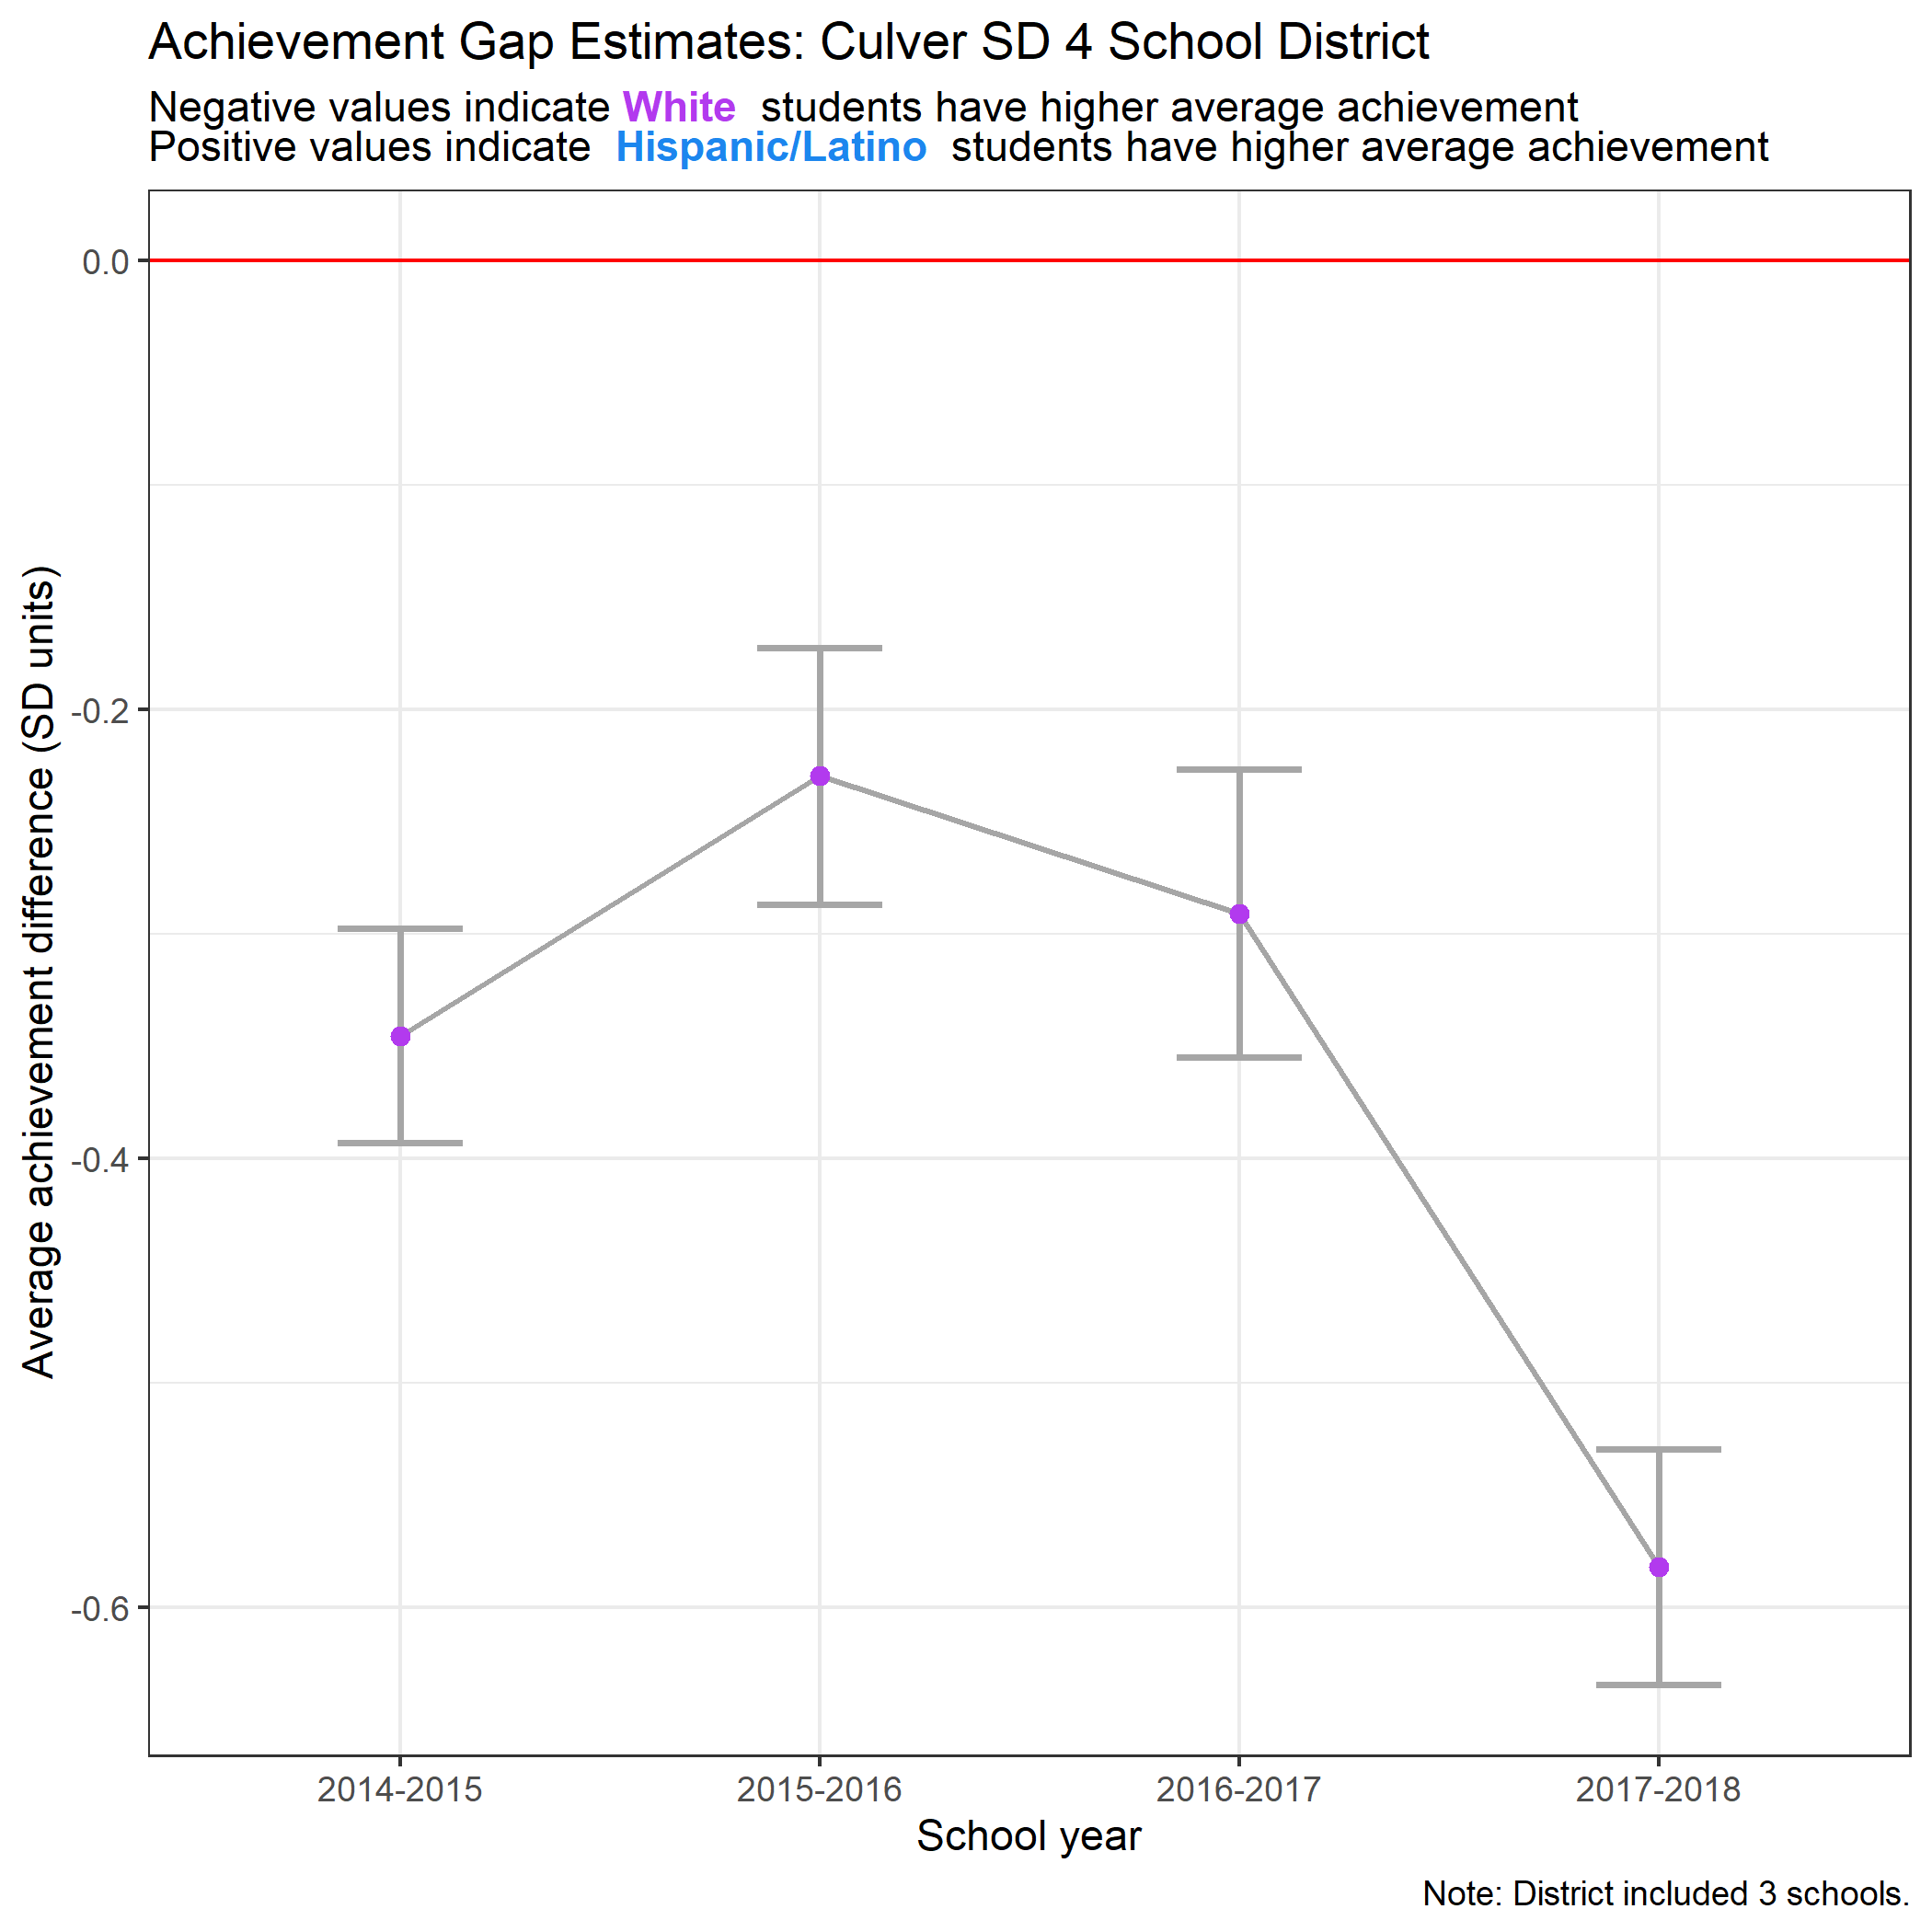 Achievement Gap Estimates: Culver SD 4 School District
Negative values indicate White students have higher average achievement
Positive values indicate Hispanic/Latino students have higher average achievement
Average achievement difference (SD units)
0.0
-0.2
-0.4
-0.6
2014-2015 2015-2016 2016-2017 2017-2018
School year
Note: District included 3 schools.